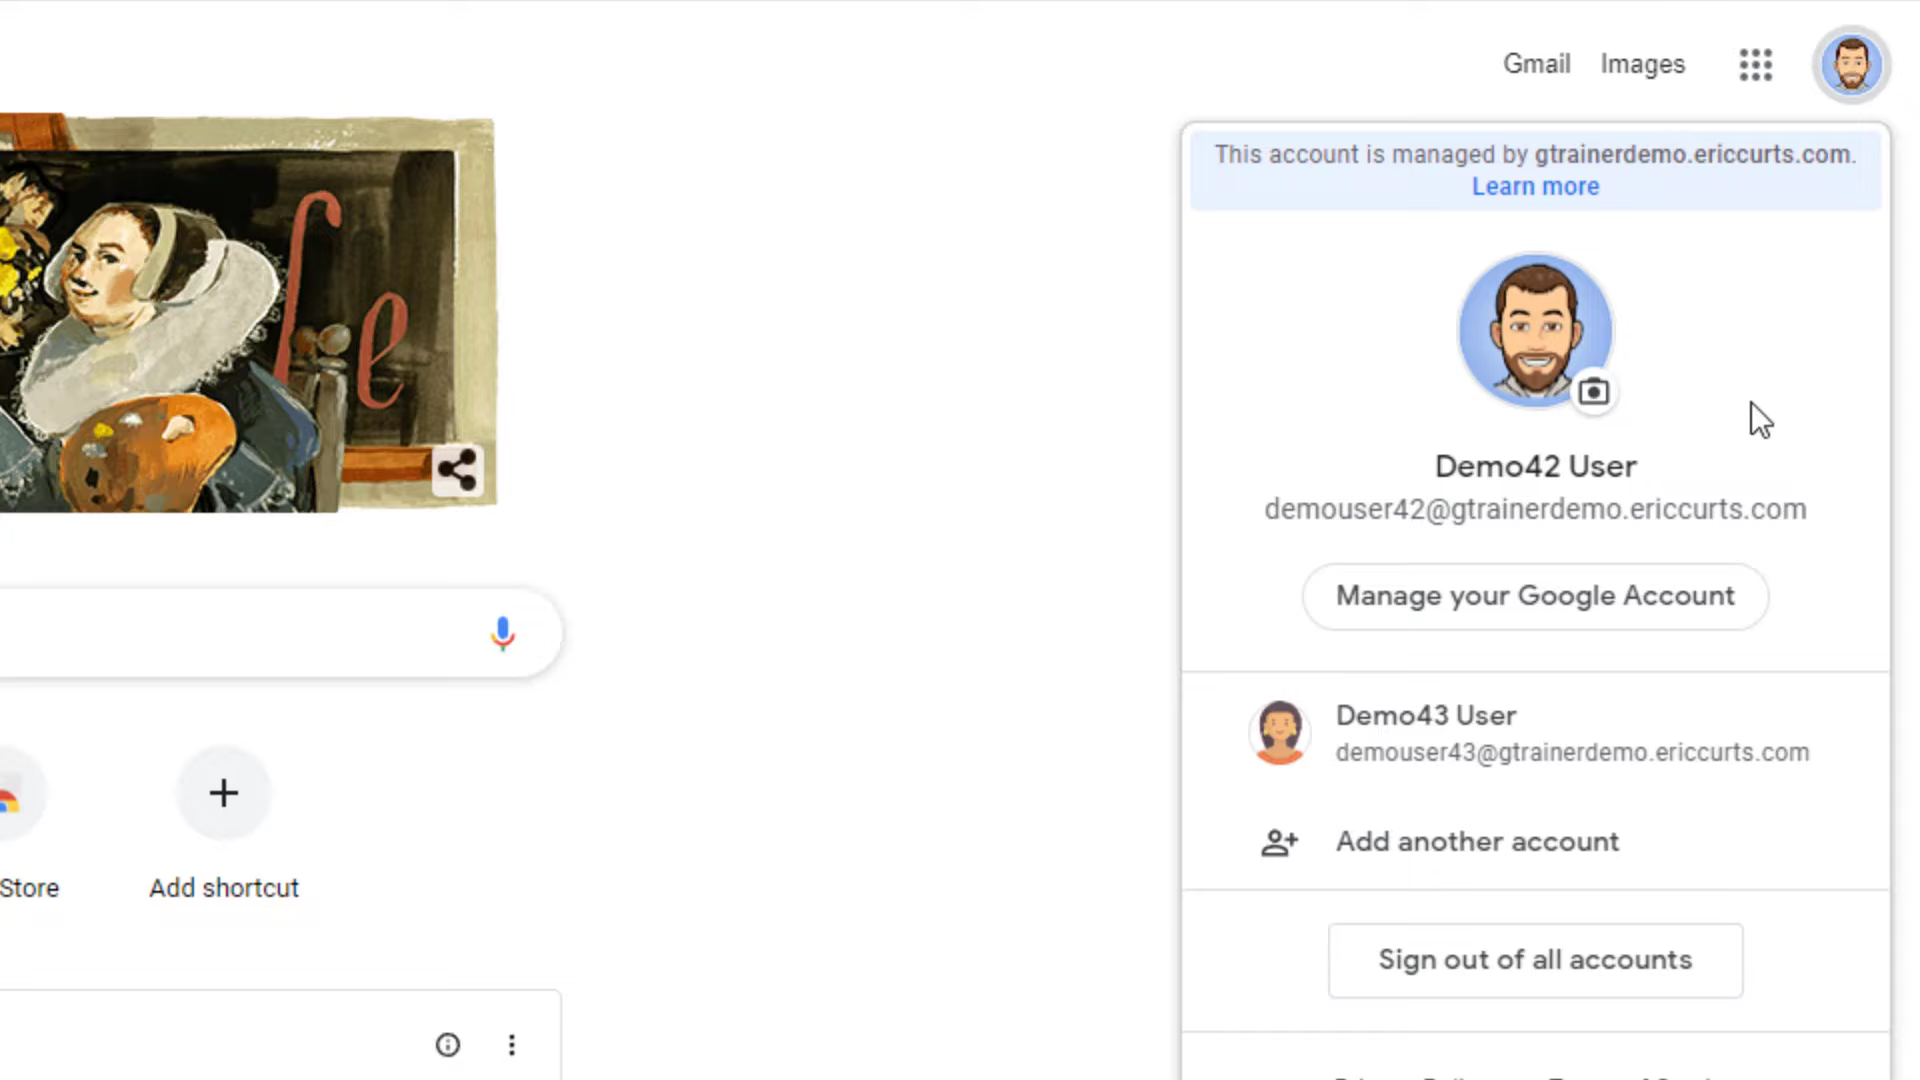 Gmail Images
This account is managed by gtrainerdemo.ericcurts.com.
Learn more
Demo42 User
demouser42@gtrainerdemo.ericcurts.com
Manage your Google Account
Demo43 User
demouser43@gtrainerdemo.ericcurts.com
Add another account
Store
Add shortcut
Sign out of all accounts